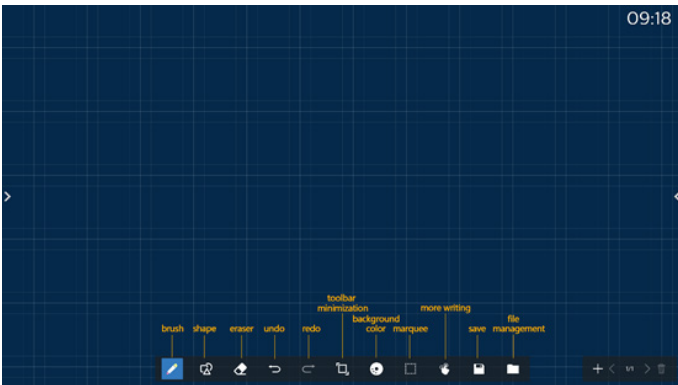 09:18
toolbar
minimization
more writing
background
color
file
management
brush
shape
eraser
undo
redo
marquee
save
1/1